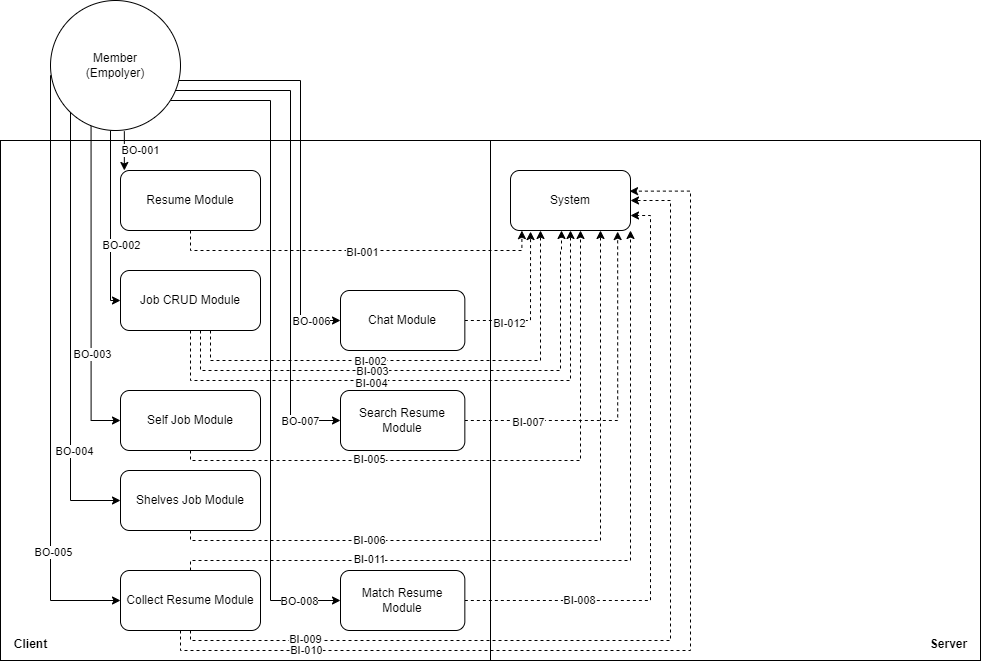 Member
(Empolyer)
BO-001
Resume Module
System
BO-002
BI-001
Job CRUD Module
BO-006
Chat Module
BI-012
BO-003
BI-002
BI-003
BI-004
Self Job Module
BO-007
Search Resume
Module
BI-007
BO-004
BI-005
Shelves Job Module
BI-006
BO-005
BI-011
Collect Resume Module
BO-008
Match Resume
Module
BI-008
BI-009
BI-010
Client
Server